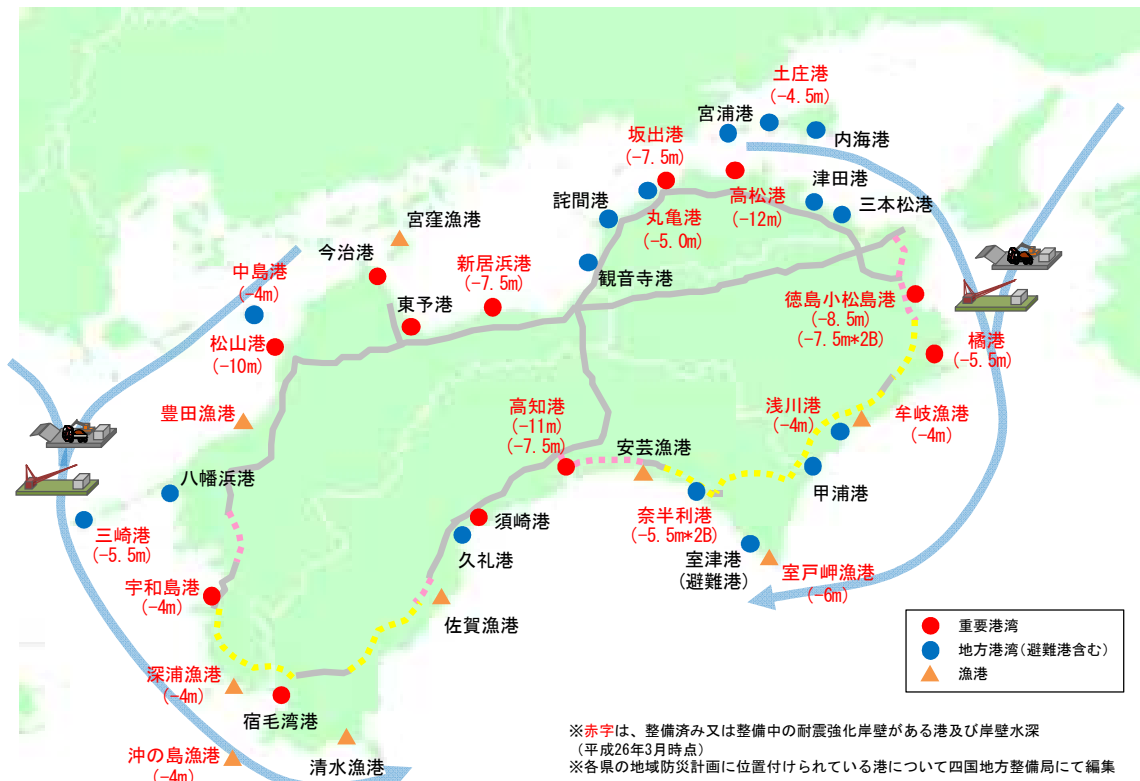 土庄港
(-4.5m)
宮浦港
内海港
坂出港
(-7.5m)
高松港
(-12m)
津田港
三本松港
詫間港
丸亀港
(-5.0m)
観音寺港
宮窪漁港
今治港
新居浜港
(-7.5m)
東予港
中島港
(-4m)
松山港
(-10m)
徳島小松島港
(-8.5m)
(-7.5m*2B)
橘港
(-5.5m)
豊田漁港
高知港
(-11m)
(-7.5m)
安芸漁港
浅川港
(-4m)
牟岐漁港
(-4m)
八幡浜港
甲浦港
三崎港
(-5.5m)
須崎港
久礼港
奈半利港
(-5.5m*2B)
室津港
(避難港)
室戸岬漁港
(-6m)
宇和島港
(-4m)
佐賀漁港
深浦漁港
(-4m)
宿毛湾港
沖の島漁港
(-4m)
清水漁港
重要港湾
地方港湾(避難港含む)
漁港
※赤字は、整備済み又は整備中の耐震強化岸壁がある港及び岸壁水深
(平成26年3月時点)
※各県の地域防災計画に位置付けられている港について四国地方整備局にて編集